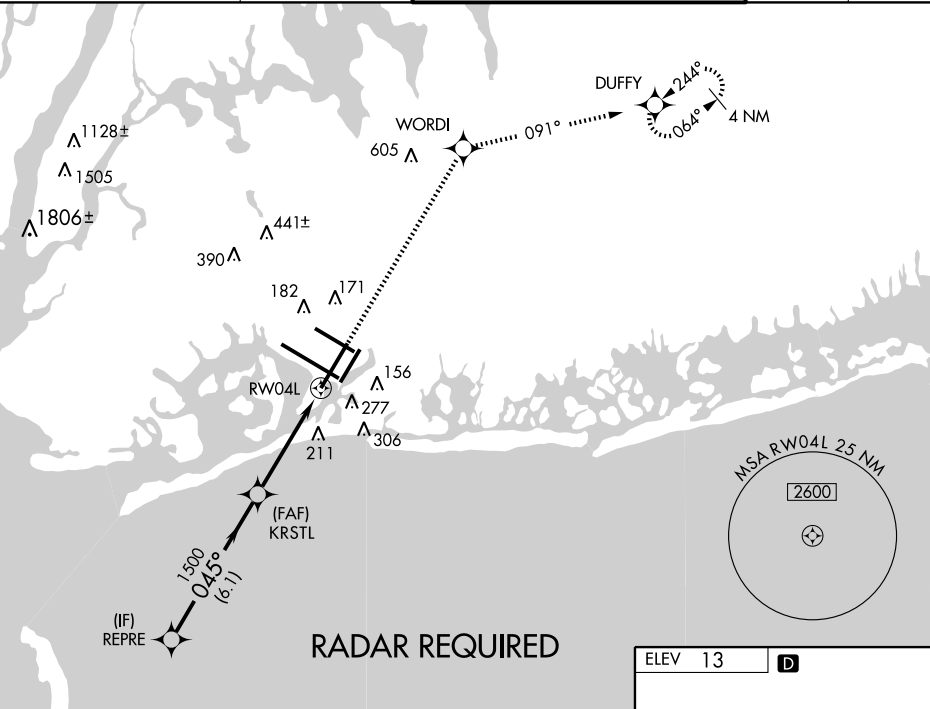 DUFFY
244°
064°
4 NM
WORDI
091°
605
1128±
1505
1806±
441±
390
182
171
RW04L
156
277
306
211
(FAF)
KRSTL
1500
045°
(6.1)
(IF)
REPRE
RADAR REQUIRED
MSA RW04L 25 NM
2600
ELEV 13 D